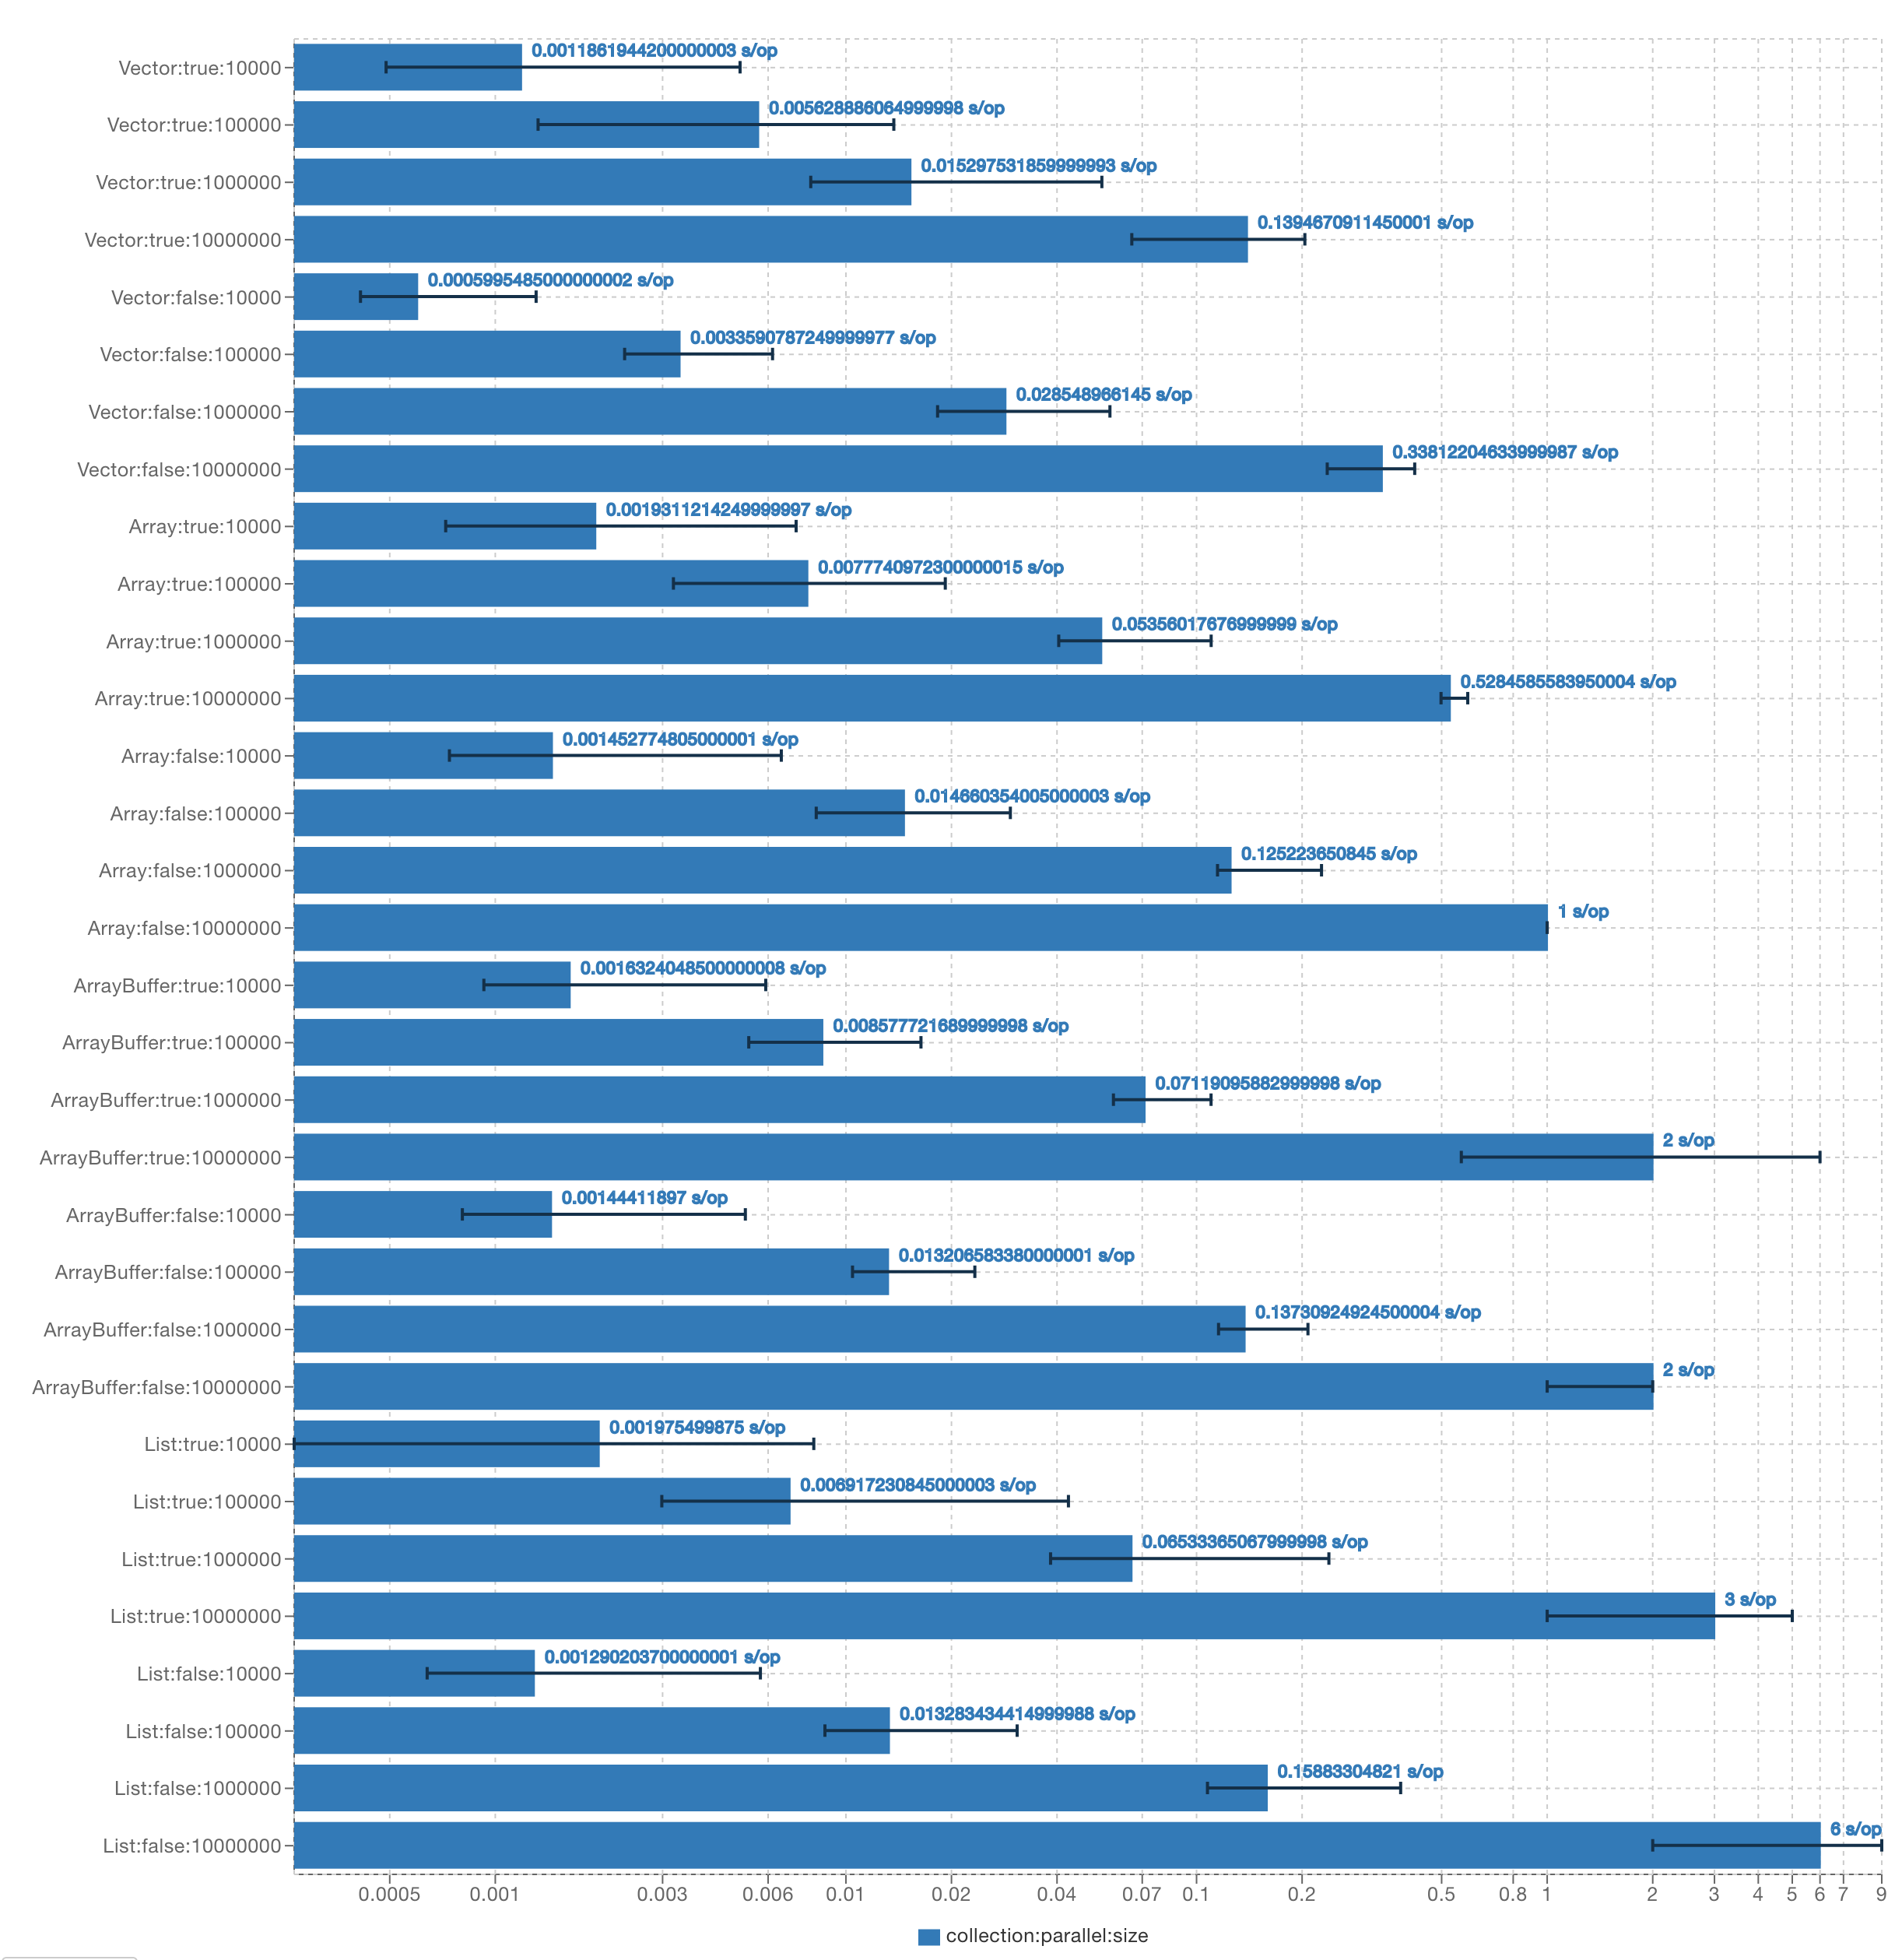 Vector:true:10000 0.0011861944200000003 s/op
Vector:true:100000 0.005628886064999998 s/op
Vector:true:1000000 0.015297531859999993 s/op
Vector:true:10000000 0.1394670911450001 s/op
Vector:false:10000 0.0005995485000000002 s/op
Vector:false:100000 0.0033590787249999977 s/op
Vector:false:1000000 0.028548966145 s/op
Vector:false:10000000 0.33812204633999987 s/op
Array:true:10000 0.0019311214249999997 s/op
Array:true:100000 0.0077740972300000015 s/op
Array:true:1000000 0.05356017676999999 s/op
Array:true:10000000 0.5284585583950004 s/op
Array:false:10000 0.001452774805000001 s/op
Array:false:100000 0.014660354005000003 s/op
Array:false:1000000 0.125223650845 s/op
Array:false:10000000 1 s/op
ArrayBuffer:true:10000 0.0016324048500000008 s/op
ArrayBuffer:true:100000 0.008577721689999998 s/op
ArrayBuffer:true:1000000 0.07119095882999998 s/op
ArrayBuffer:true:10000000 2 s/op
ArrayBuffer:false:10000 0.00144411897 s/op
ArrayBuffer:false:100000 0.013206583380000001 s/op
ArrayBuffer:false:1000000 0.13730924924500004 s/op
ArrayBuffer:false:10000000 2 s/op
List:true:10000 0.001975499875 s/op
List:true:100000 0.006917230845000003 s/op
List:true:1000000 0.06533365067999998 s/op
List:true:10000000 3 s/op
List:false:10000 0.001290203700000001 s/op
List:false:100000 0.013283434414999988 s/op
List:false:1000000 0.15883304821 s/op
List:false:10000000 6 s/op
0.0005 0.001 0.003 0.006 0.01 0.02 0.04 0.07 0.1 0.2 0.5 0.8 1 2 3 4 5 6 7 9
collection:parallel:size